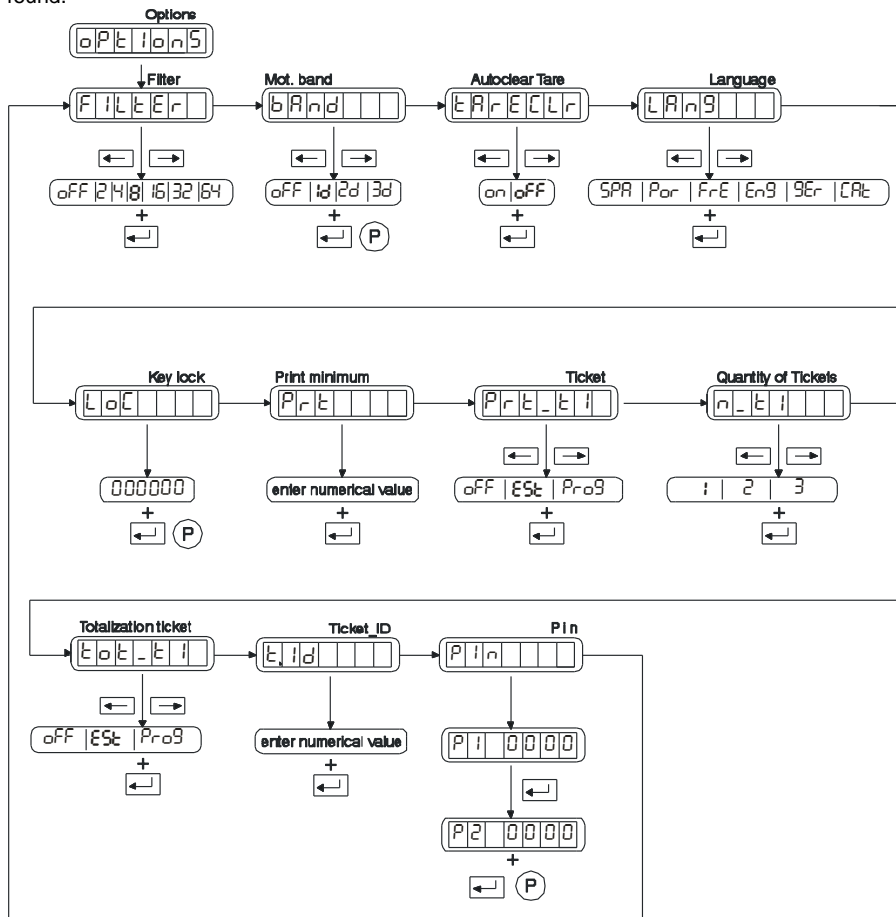 found.
Options
oPtIonS
Filter Mot. band Autoclear Tare Language
FILtEr bAnd tArECLr LAng
oFF |2|4|8| 16|32 |64 oFF |1d|2d |3d on|oFF SPA | Por | FrE | Eng | gEr | CAt
+ + + +
P
Key lock Print minimum Ticket Quantity of Tickets
LoC Prt Prt_tI n_tI
000000 enter numerical value oFF | ESt | Prog 1 | 2 | 3
+ + + +
P
Totalization ticket Ticket_ID Pin
tot_tI t.Id PIn
oFF |ESt | Prog enter numerical value P1 0000
+ +
P2 0000
+
P